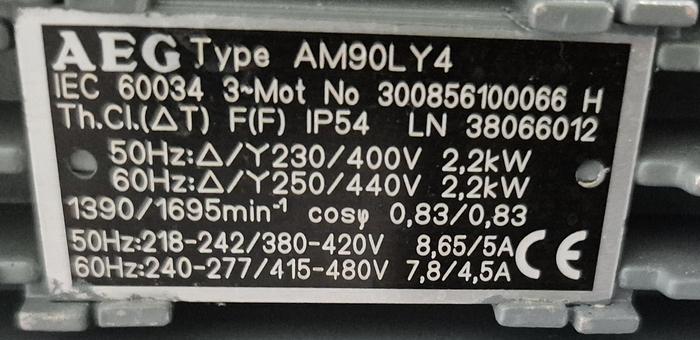 AEG Type AM90LY4
IEC 60034 3~Mot No 300856100066 H
Th.Cl.(ΔT) F(F) IP54 LN 38066012
50Hz:Δ/Y230/400V 2,2kW
60Hz:Δ/Y250/440V 2,2kW
1390/1695min⁻¹ cosφ 0,83/0,83
50Hz:218-242/380-420V 8,65/5A
60Hz:240-277/415-480V 7,8/4,5A CE